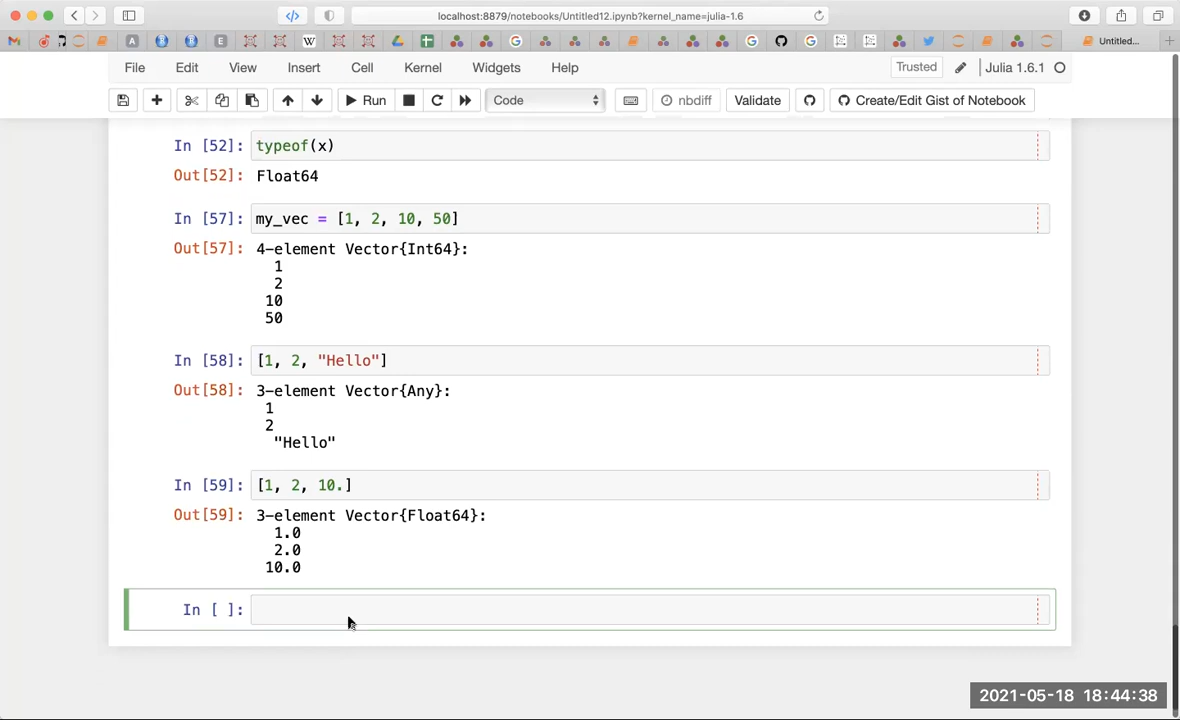 localhost:8879/notebooks/Untitled12.ipynb?kernel_name=julia-1.6
Untitled...
File Edit View Insert Cell Kernel Widgets Help Trusted Julia 1.6.1
Run Code nbdiff Validate Create/Edit Gist of Notebook
In [52]: typeof(x)
Out[52]: Float64
In [57]: my_vec = [1, 2, 10, 50]
Out[57]: 4-element Vector{Int64}:
1
2
10
50
In [58]: [1, 2, "Hello"]
Out[58]: 3-element Vector{Any}:
1
2
"Hello"
In [59]: [1, 2, 10.]
Out[59]: 3-element Vector{Float64}:
1.0
2.0
10.0
In [ ]:
2021-05-18 18:44:38